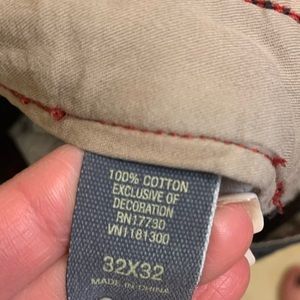 100% COTTON
EXCLUSIVE OF
DECORATION
RN17730
VN1181300
32X32
MADE IN CHINA